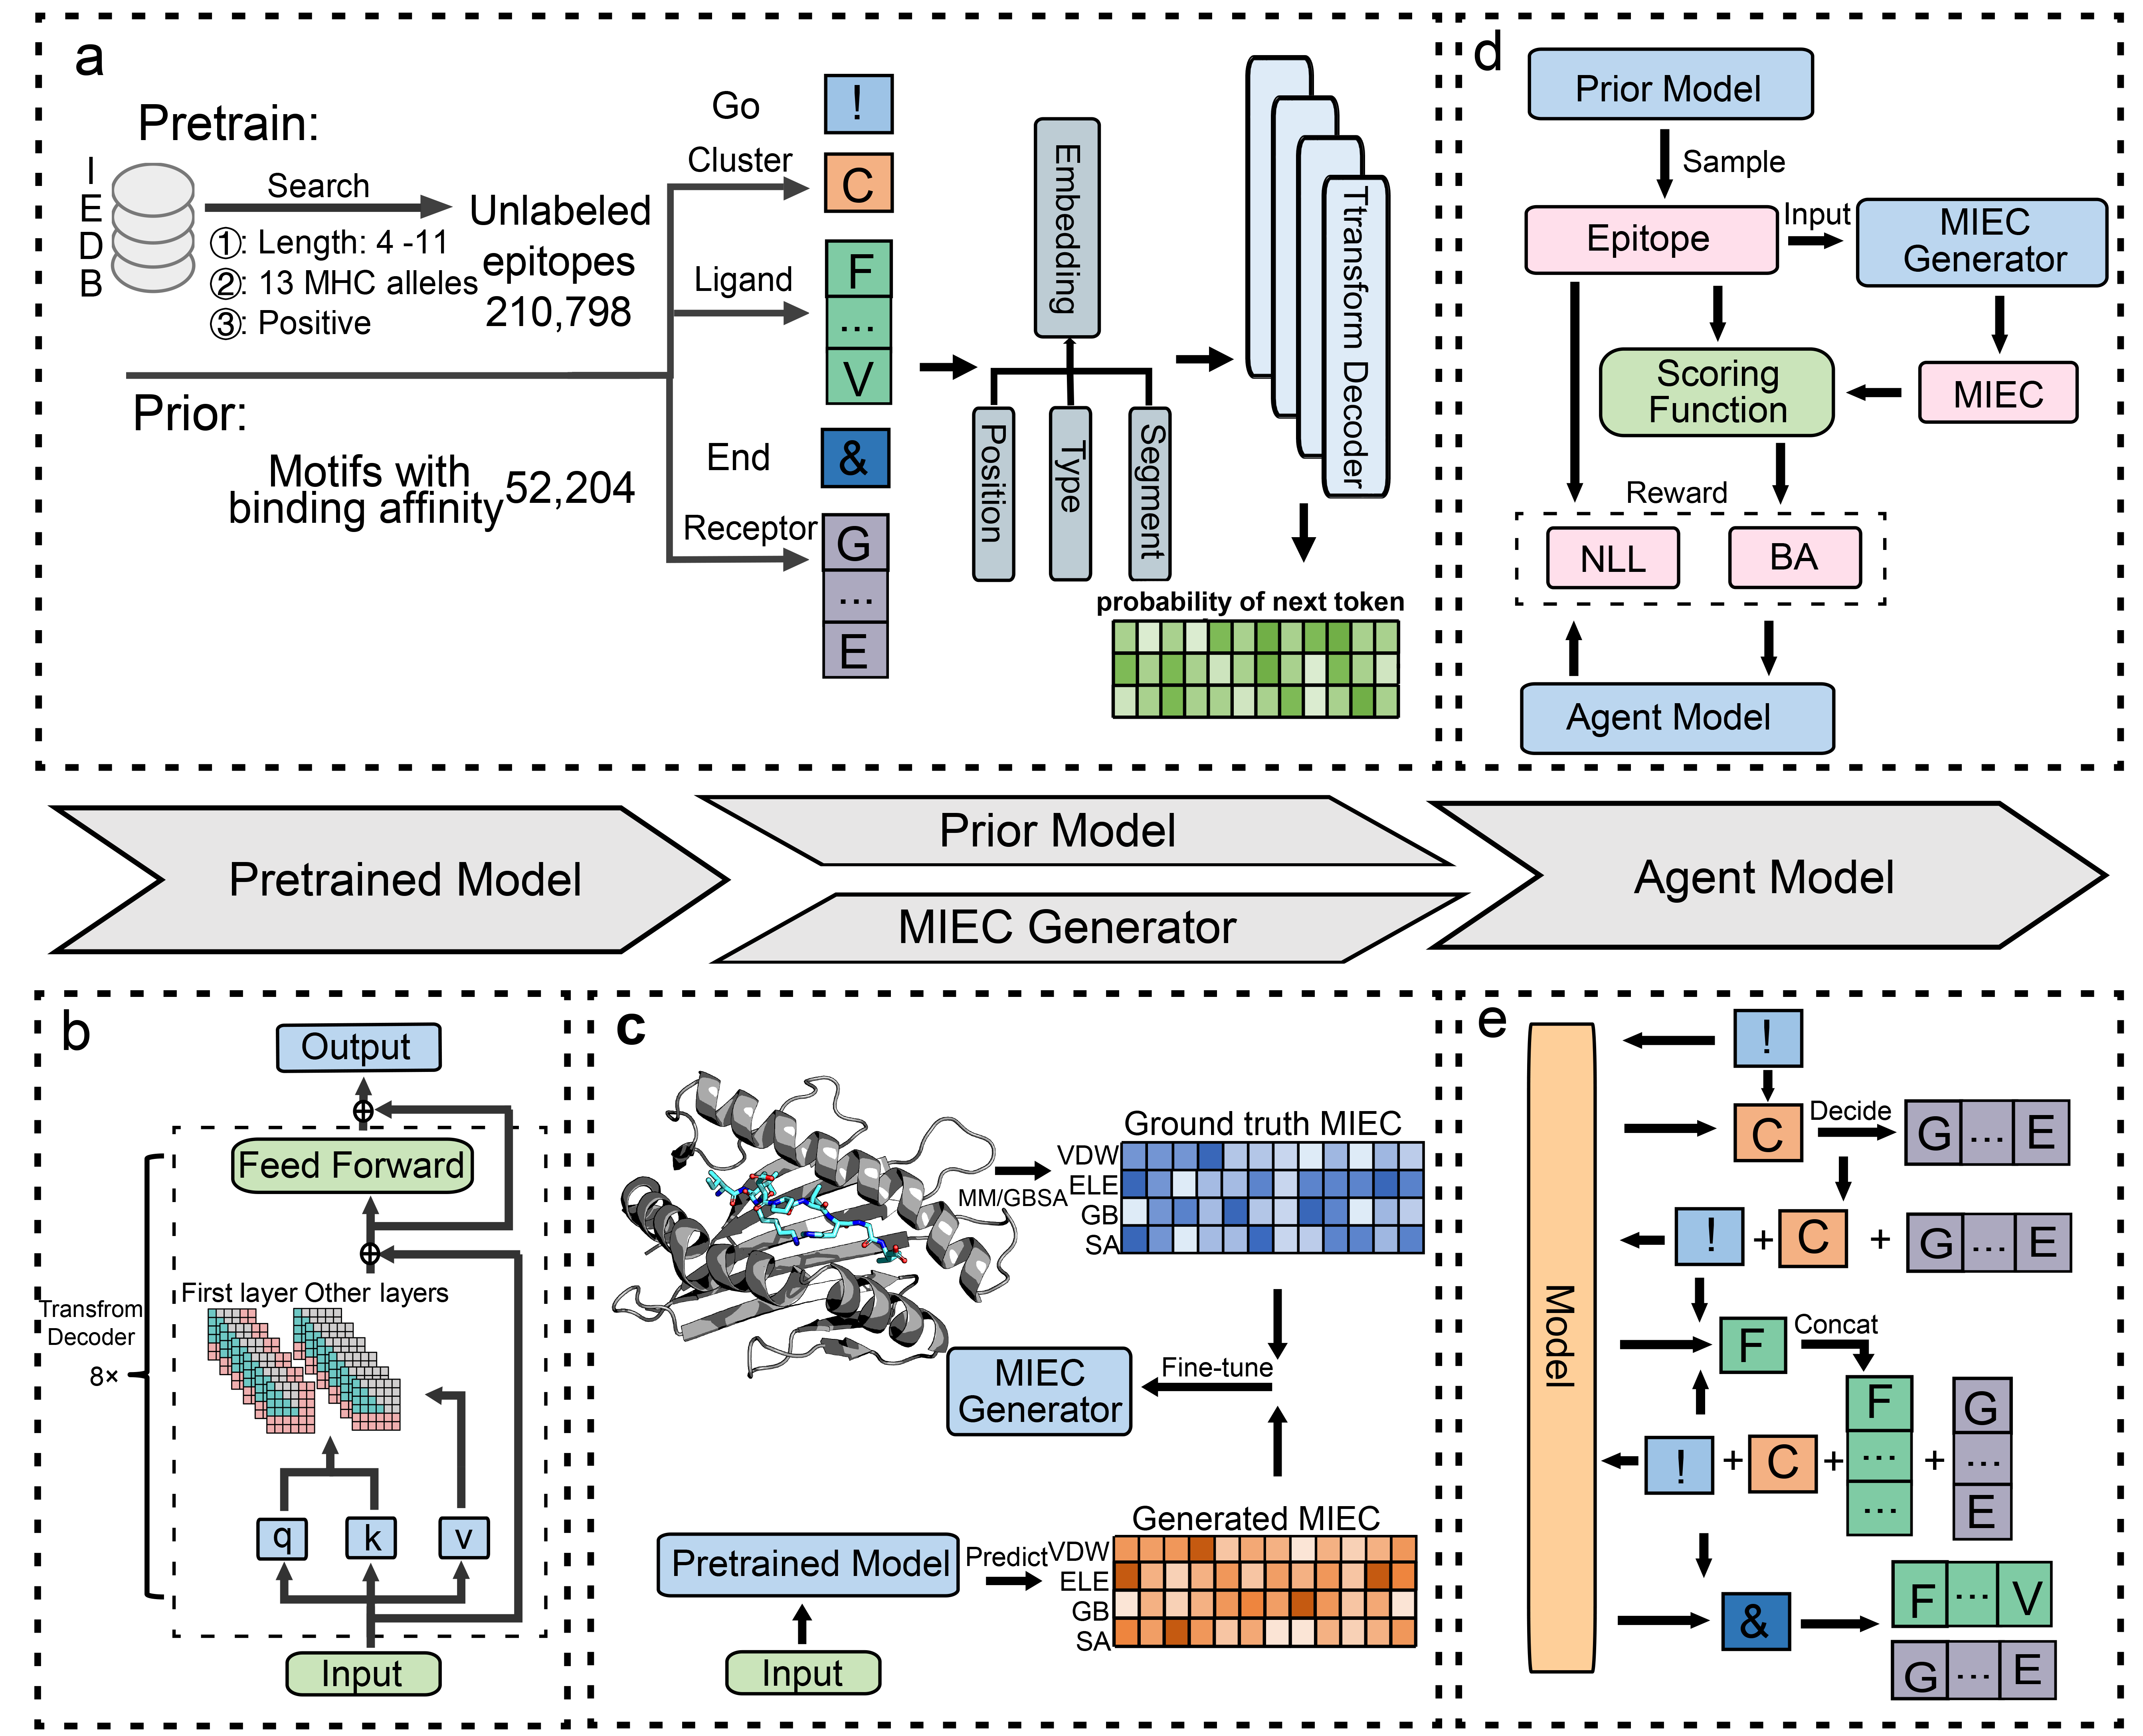 a
Pretrain:
I
E
D
B
Search
①: Length: 4 -11
②: 13 MHC alleles
③: Positive
Unlabeled
epitopes
210,798
Prior:
Motifs with
binding affinity
52,204
Go
!
Cluster
C
Ligand
F
...
V
End
&
Receptor
G
...
E
Embedding
Position
Type
Segment
Ttransform Decoder
probability of next token
d
Prior Model
Sample
Epitope
Input
MIEC
Generator
Scoring
Function
MIEC
Reward
NLL
BA
Agent Model
Pretrained Model
Prior Model
MIEC Generator
Agent Model
b
Output
Feed Forward
First layer Other layers
Transfrom
Decoder
8×
q
k
v
Input
c
MM/GBSA
Ground truth MIEC
VDW
ELE
GB
SA
MIEC
Generator
Fine-tune
Pretrained Model
Predict
Generated MIEC
VDW
ELE
GB
SA
Input
e
Model
!
C
Decide
G ... E
! + C + G ... E
F
Concat
! + C + F ... ... + G ... E
&
F ... V
G ... E